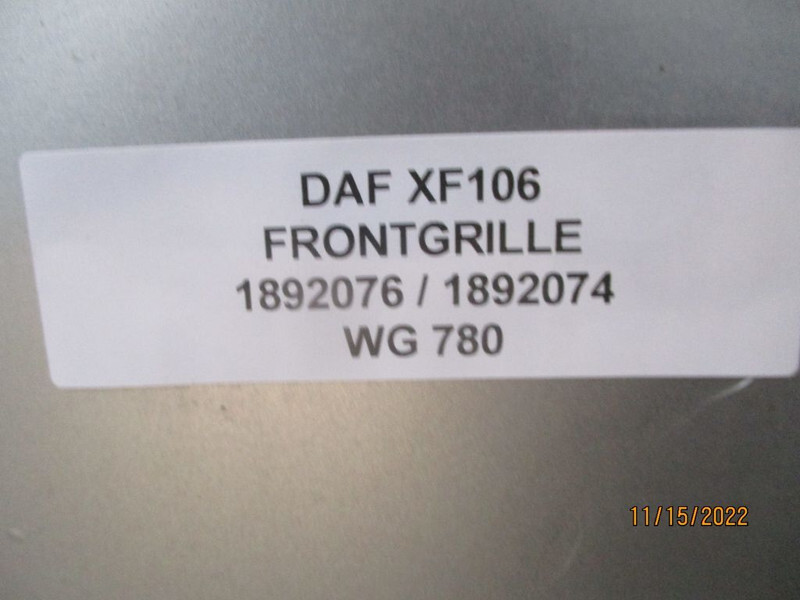 DAF XF106
FRONTGRILLE
1892076 / 1892074
WG 780
11/15/2022